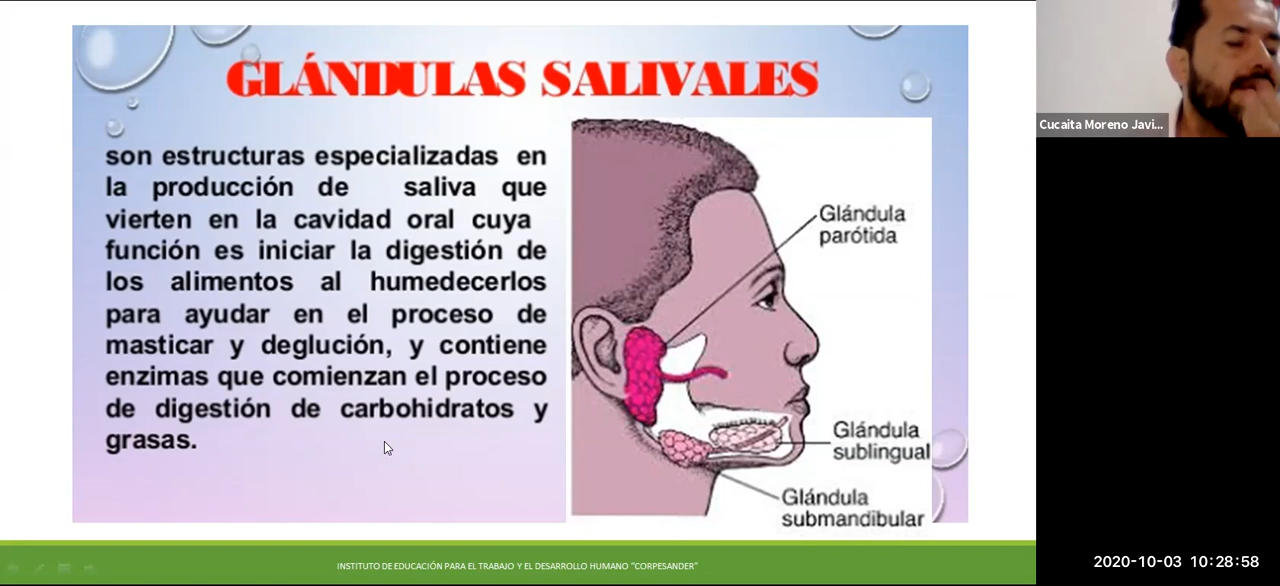 GLÁNDULAS SALIVALES
son estructuras especializadas en
la producción de saliva que
vierten en la cavidad oral cuya
función es iniciar la digestión de
los alimentos al humedecerlos
para ayudar en el proceso de
masticar y deglución, y contiene
enzimas que comienzan el proceso
de digestión de carbohidratos y
grasas.
Glándula
parótida
Glándula
sublingual
Glándula
submandibular
INSTITUTO DE EDUCACIÓN PARA EL TRABAJO Y EL DESARROLLO HUMANO "CORPESANDER"
Cucaita Moreno Javi...
2020-10-03 10:28:58